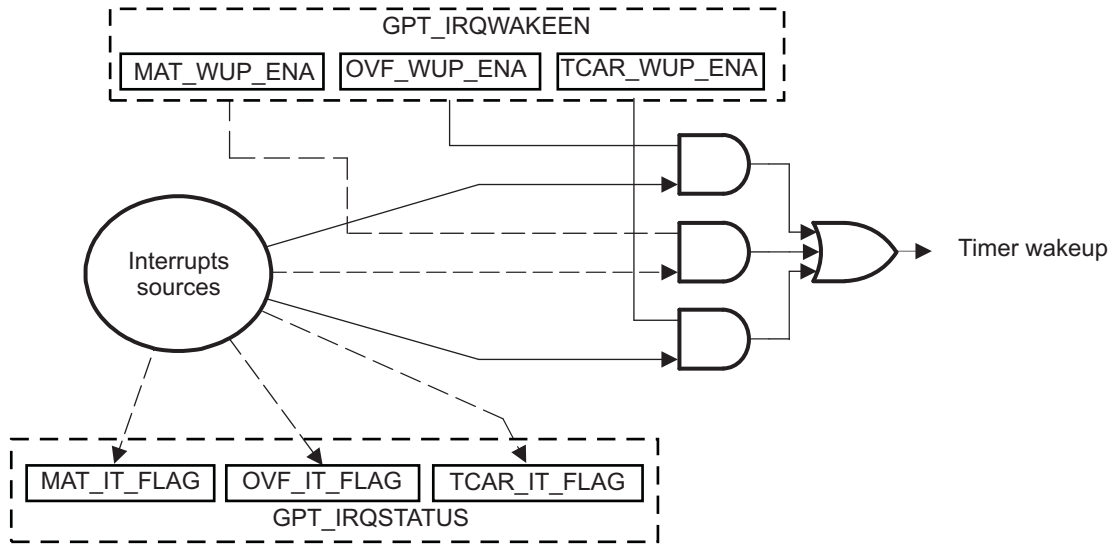 GPT_IRQWAKEEN
MAT_WUP_ENA
OVF_WUP_ENA
TCAR_WUP_ENA
Interrupts
sources
Timer wakeup
MAT_IT_FLAG
OVF_IT_FLAG
TCAR_IT_FLAG
GPT_IRQSTATUS